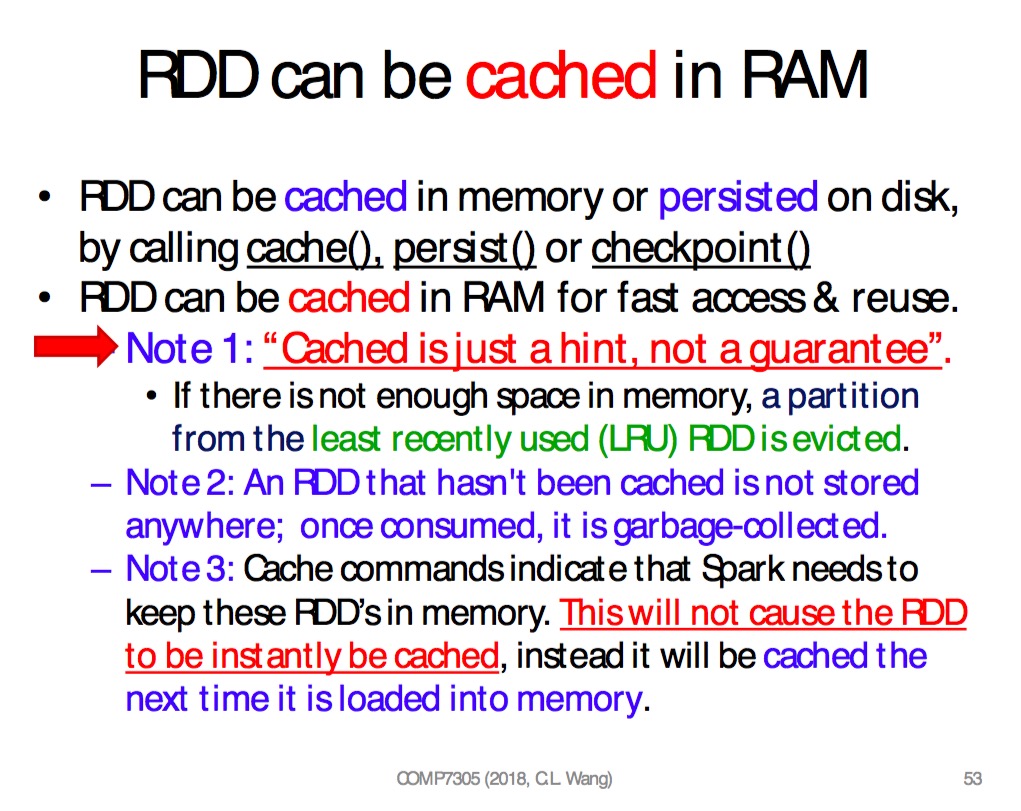 RDD can be cached in RAM
• RDD can be cached in memory or persisted on disk,
by calling cache(), persist() or checkpoint()
• RDD can be cached in RAM for fast access & reuse.
Note 1: “Cached is just a hint, not a guarantee”.
• If there is not enough space in memory, a partition
from the least recently used (LRU) RDD is evicted.
– Note 2: An RDD that hasn't been cached is not stored
anywhere; once consumed, it is garbage-collected.
– Note 3: Cache commands indicate that Spark needs to
keep these RDD’s in memory. This will not cause the RDD
to be instantly be cached, instead it will be cached the
next time it is loaded into memory.
COMP7305 (2018, C.L. Wang)
53